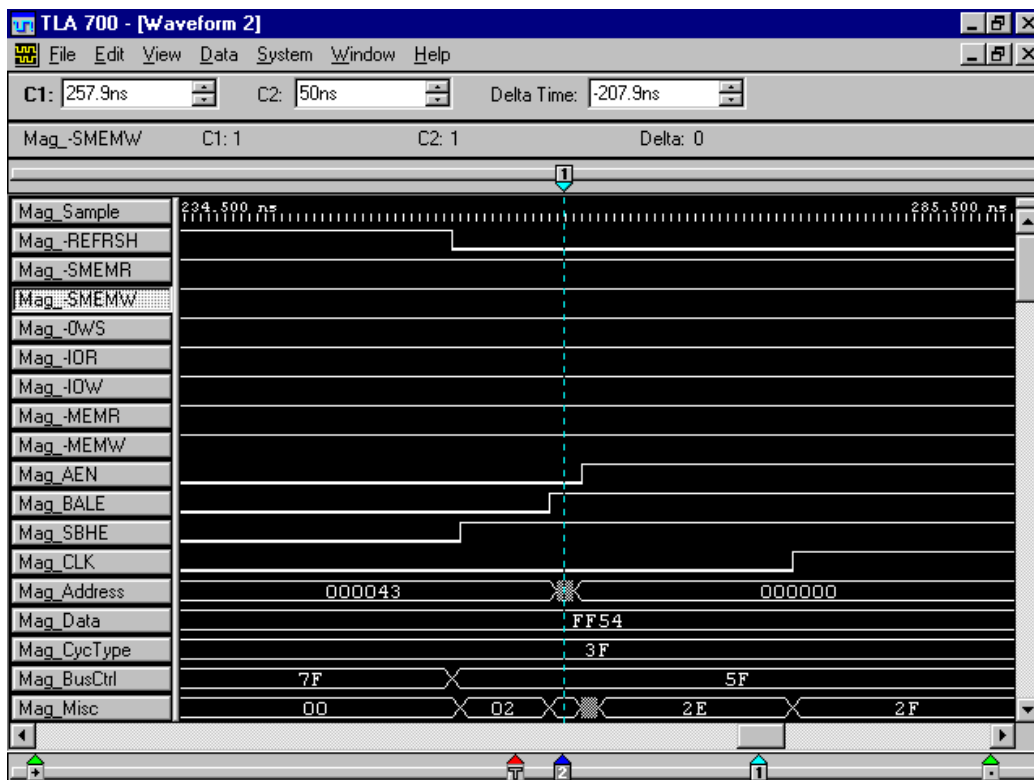 TLA 700 - [Waveform 2]
File Edit View Data System Window Help
C1: 257.9ns C2: 50ns Delta Time: -207.9ns
Mag_-SMEMW C1: 1 C2: 1 Delta: 0
1
Mag_Sample 234.500 ns 285.500 ns
Mag_-REFRSH
Mag_-SMEMR
Mag_-SMEMW
Mag_-0WS
Mag_-IOR
Mag_-IOW
Mag_-MEMR
Mag_-MEMW
Mag_AEN
Mag_BALE
Mag_SBHE
Mag_CLK
Mag_Address 000043 000000
Mag_Data FF54
Mag_CycType 3F
Mag_BusCtrl 7F 5F
Mag_Misc 00 02 2E 2F
T 2 1